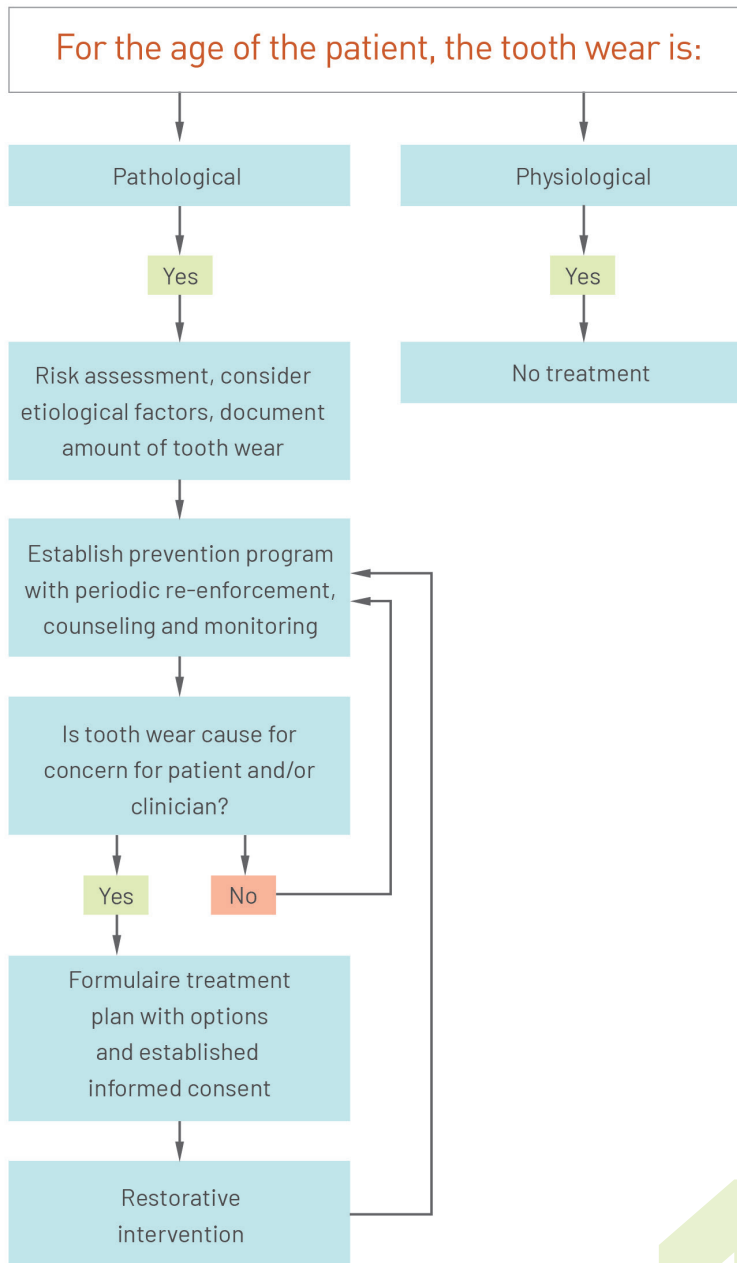 For the age of the patient, the tooth wear is:
Pathological
Physiological
Yes
Yes
Risk assessment, consider
etiological factors, document
amount of tooth wear
No treatment
Establish prevention program
with periodic re-enforcement,
counseling and monitoring
Is tooth wear cause for
concern for patient and/or
clinician?
Yes
No
Formulaire treatment
plan with options
and established
informed consent
Restorative
intervention